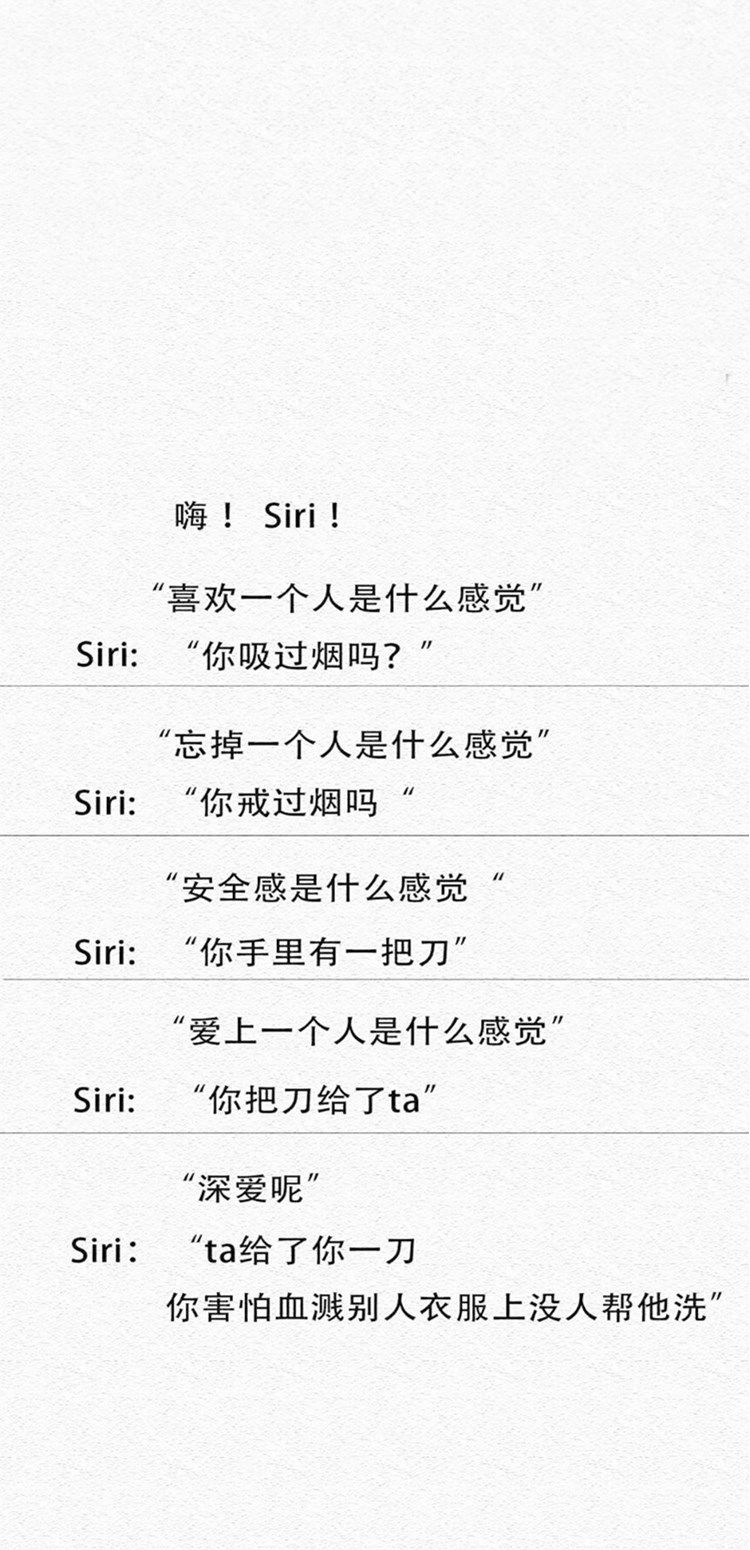 嗨！ Siri！
“喜欢一个人是什么感觉”
Siri: “你吸过烟吗？”
“忘掉一个人是什么感觉”
Siri: “你戒过烟吗“
“安全感是什么感觉“
Siri: “你手里有一把刀”
“爱上一个人是什么感觉”
Siri: “你把刀给了ta”
“深爱呢”
Siri： “ta给了你一刀
你害怕血溅别人衣服上没人帮他洗”